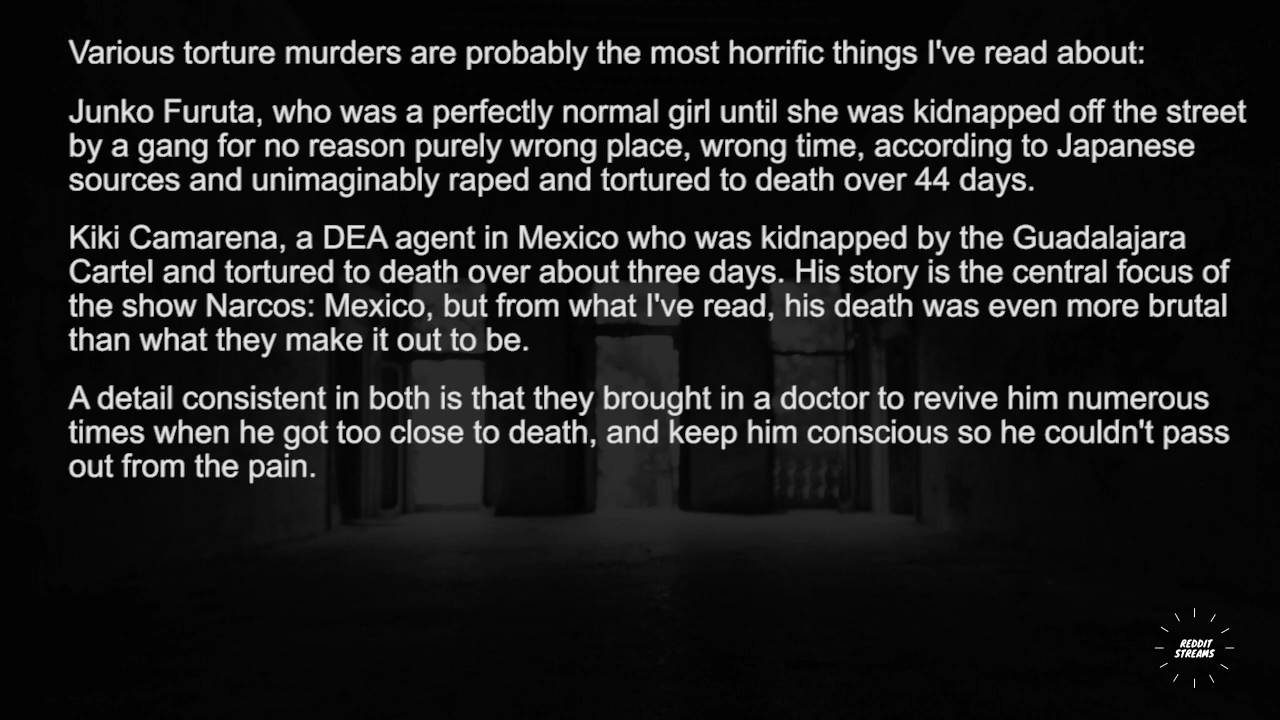 Various torture murders are probably the most horrific things I've read about:
Junko Furuta, who was a perfectly normal girl until she was kidnapped off the street
by a gang for no reason purely wrong place, wrong time, according to Japanese
sources and unimaginably raped and tortured to death over 44 days.
Kiki Camarena, a DEA agent in Mexico who was kidnapped by the Guadalajara
Cartel and tortured to death over about three days. His story is the central focus of
the show Narcos: Mexico, but from what I've read, his death was even more brutal
than what they make it out to be.
A detail consistent in both is that they brought in a doctor to revive him numerous
times when he got too close to death, and keep him conscious so he couldn't pass
out from the pain.
REDDIT
STREAMS